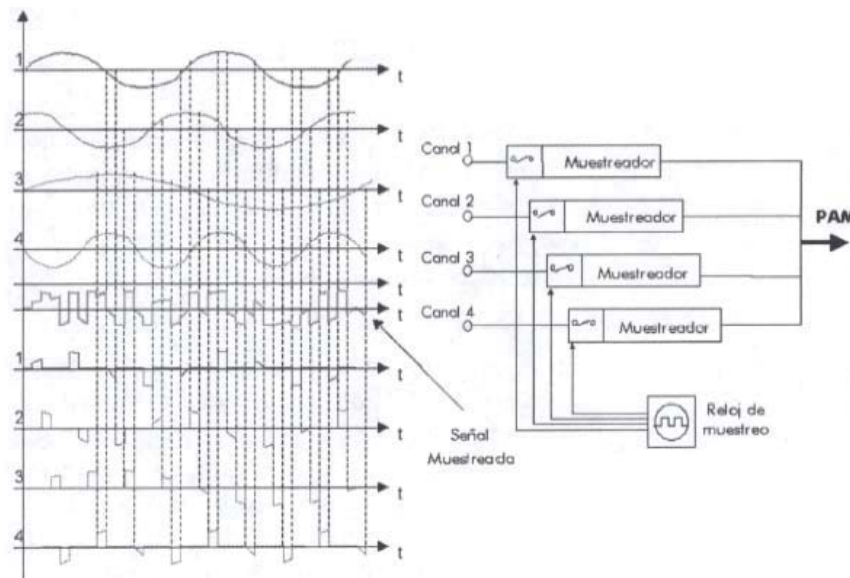 1
t
2
t
3
t
4
t
t
t
1
t
2
t
3
t
4
t
Señal
Muestreada
Canal 1
Muestreador
Canal 2
Muestreador
Canal 3
Muestreador
Canal 4
Muestreador
PAM
Reloj de
muestreo